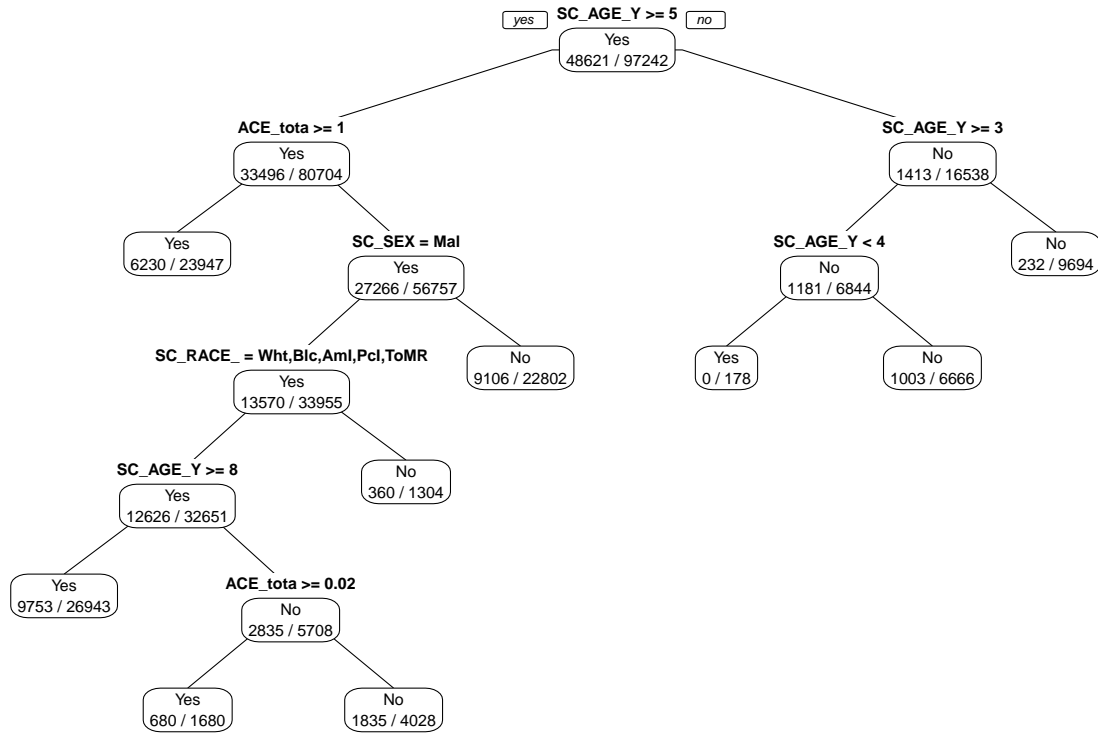 SC_AGE_Y >= 5
yes
no
Yes
48621 / 97242
ACE_tota >= 1
Yes
33496 / 80704
SC_AGE_Y >= 3
No
1413 / 16538
Yes
6230 / 23947
SC_SEX = Mal
Yes
27266 / 56757
SC_AGE_Y < 4
No
1181 / 6844
No
232 / 9694
SC_RACE_ = Wht,Blc,AmI,PcI,ToMR
Yes
13570 / 33955
No
9106 / 22802
Yes
0 / 178
No
1003 / 6666
SC_AGE_Y >= 8
Yes
12626 / 32651
No
360 / 1304
Yes
9753 / 26943
ACE_tota >= 0.02
No
2835 / 5708
Yes
680 / 1680
No
1835 / 4028